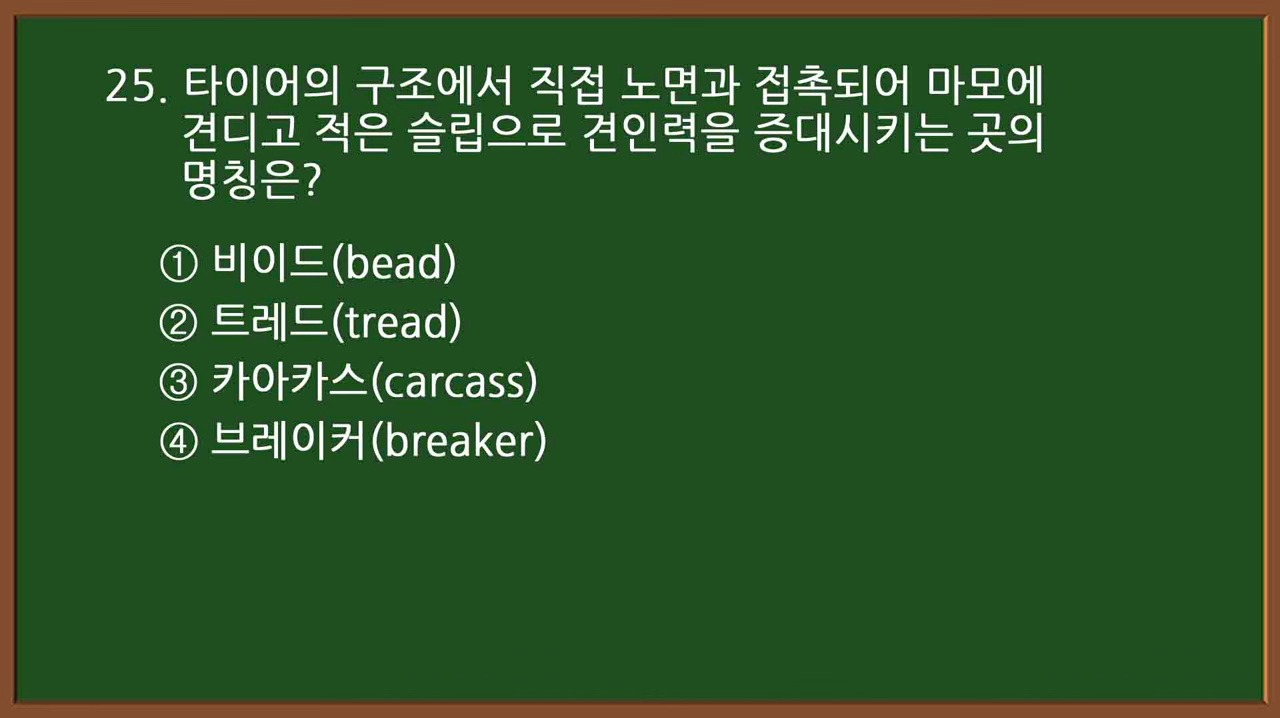 25. 타이어의 구조에서 직접 노면과 접촉되어 마모에
견디고 적은 슬립으로 견인력을 증대시키는 곳의
명칭은?
① 비이드(bead)
② 트레드(tread)
③ 카아카스(carcass)
④ 브레이커(breaker)